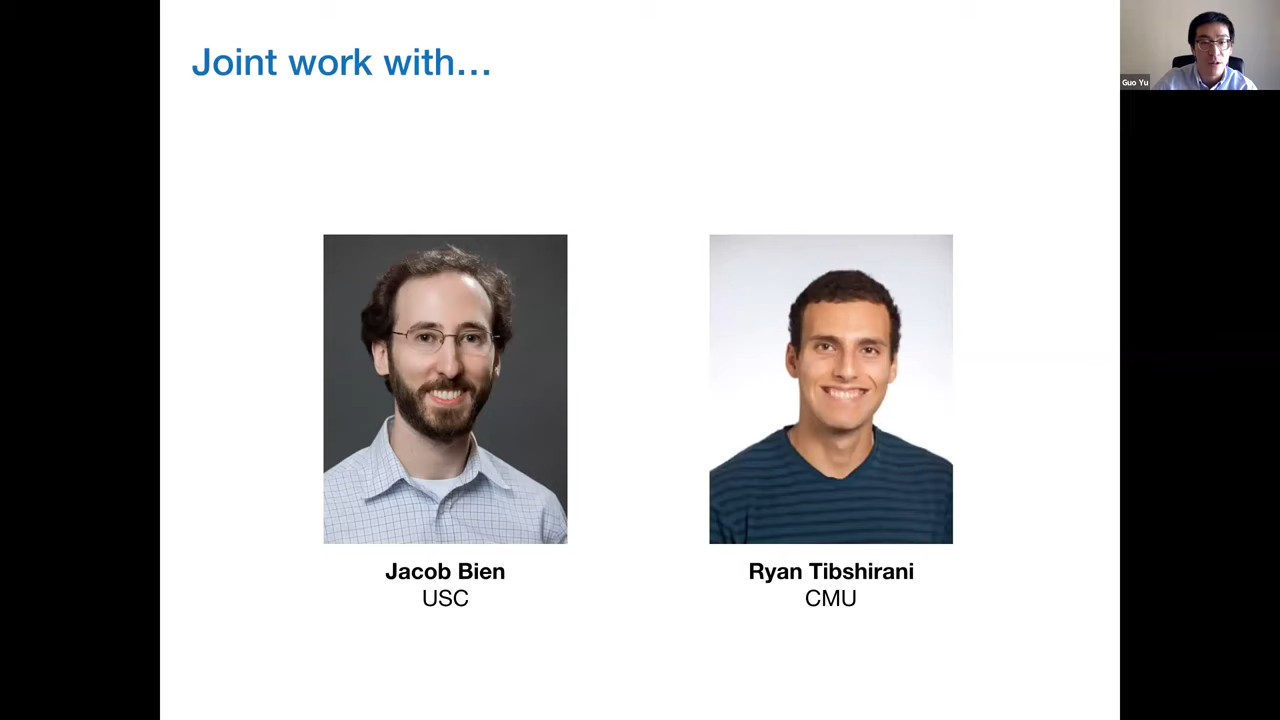 Joint work with…
Guo Yu
Jacob Bien
USC
Ryan Tibshirani
CMU